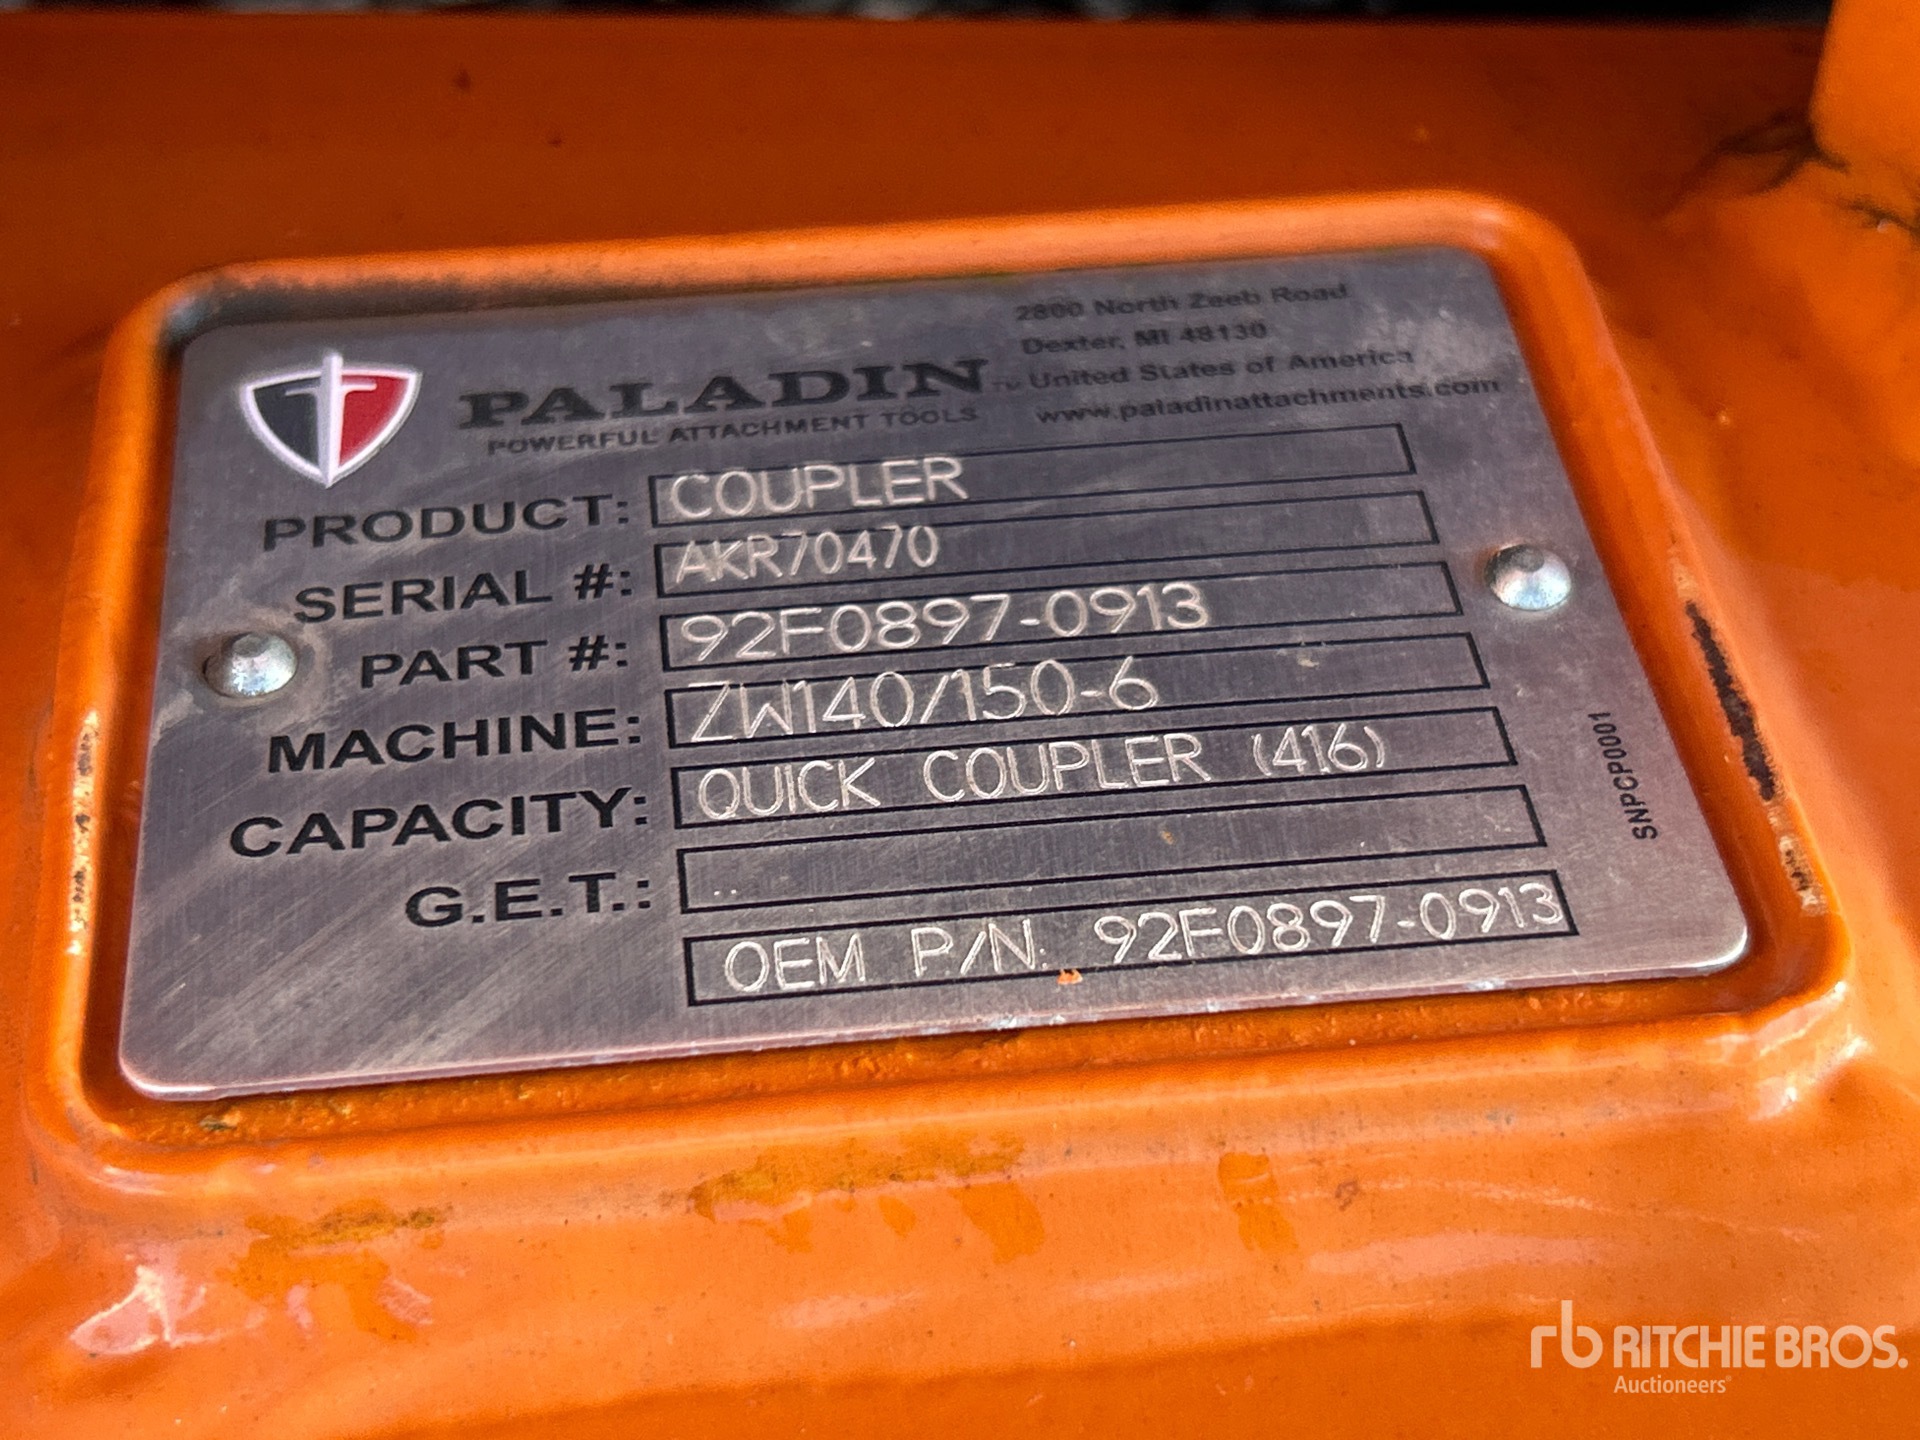 PALADIN™
POWERFUL ATTACHMENT TOOLS
2800 North Zeeb Road
Dexter, MI 48130
United States of America
www.paladinattachments.com
PRODUCT: COUPLER
SERIAL #: AKR70470
PART #: 92F0897-0913
MACHINE: ZW140/150-6
CAPACITY: QUICK COUPLER (416)
G.E.T.: ..
OEM P/N: 92F0897-0913
SNPCP0001
rb RITCHIE BROS.
Auctioneers